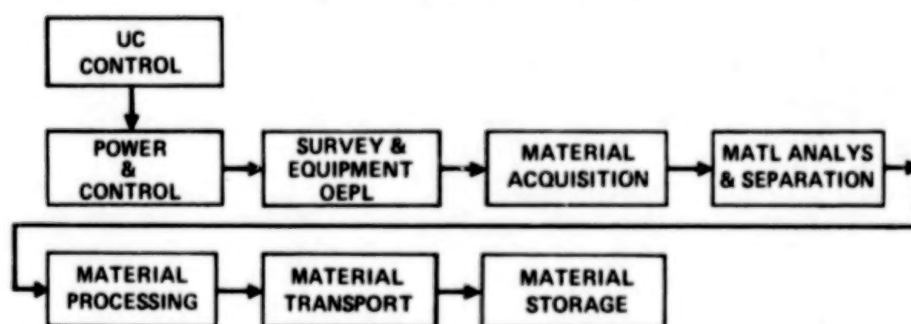 UC
CONTROL
POWER
&
CONTROL
SURVEY &
EQUIPMENT
OEPL
MATERIAL
ACQUISITION
MATL ANALYS
& SEPARATION
MATERIAL
PROCESSING
MATERIAL
TRANSPORT
MATERIAL
STORAGE